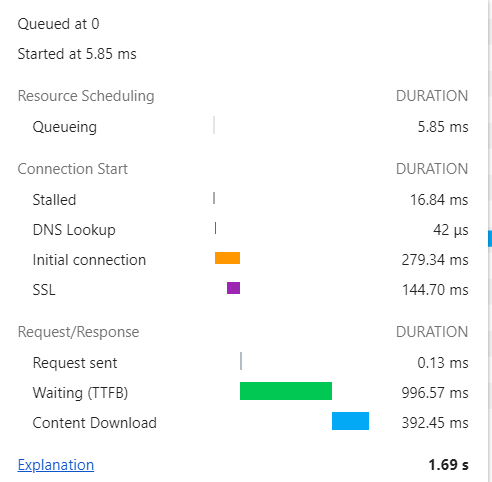 Queued at 0
Started at 5.85 ms
Resource Scheduling DURATION
Queueing 5.85 ms
Connection Start DURATION
Stalled 16.84 ms
DNS Lookup 42 μs
Initial connection 279.34 ms
SSL 144.70 ms
Request/Response DURATION
Request sent 0.13 ms
Waiting (TTFB) 996.57 ms
Content Download 392.45 ms
Explanation 1.69 s